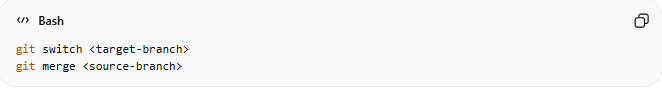 Bash
git switch <target-branch>
git merge <source-branch>